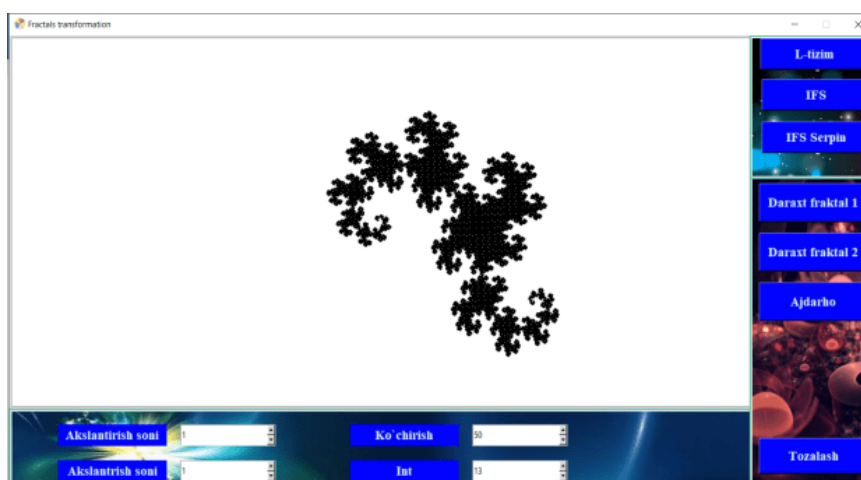 Fractals transformation
L-tizim
IFS
IFS Serpin
Daraxt fraktal 1
Daraxt fraktal 2
Ajdarho
Akslantirish soni 1 Ko`chirish 50
Akslantrish soni 1 Int 13
Tozalash